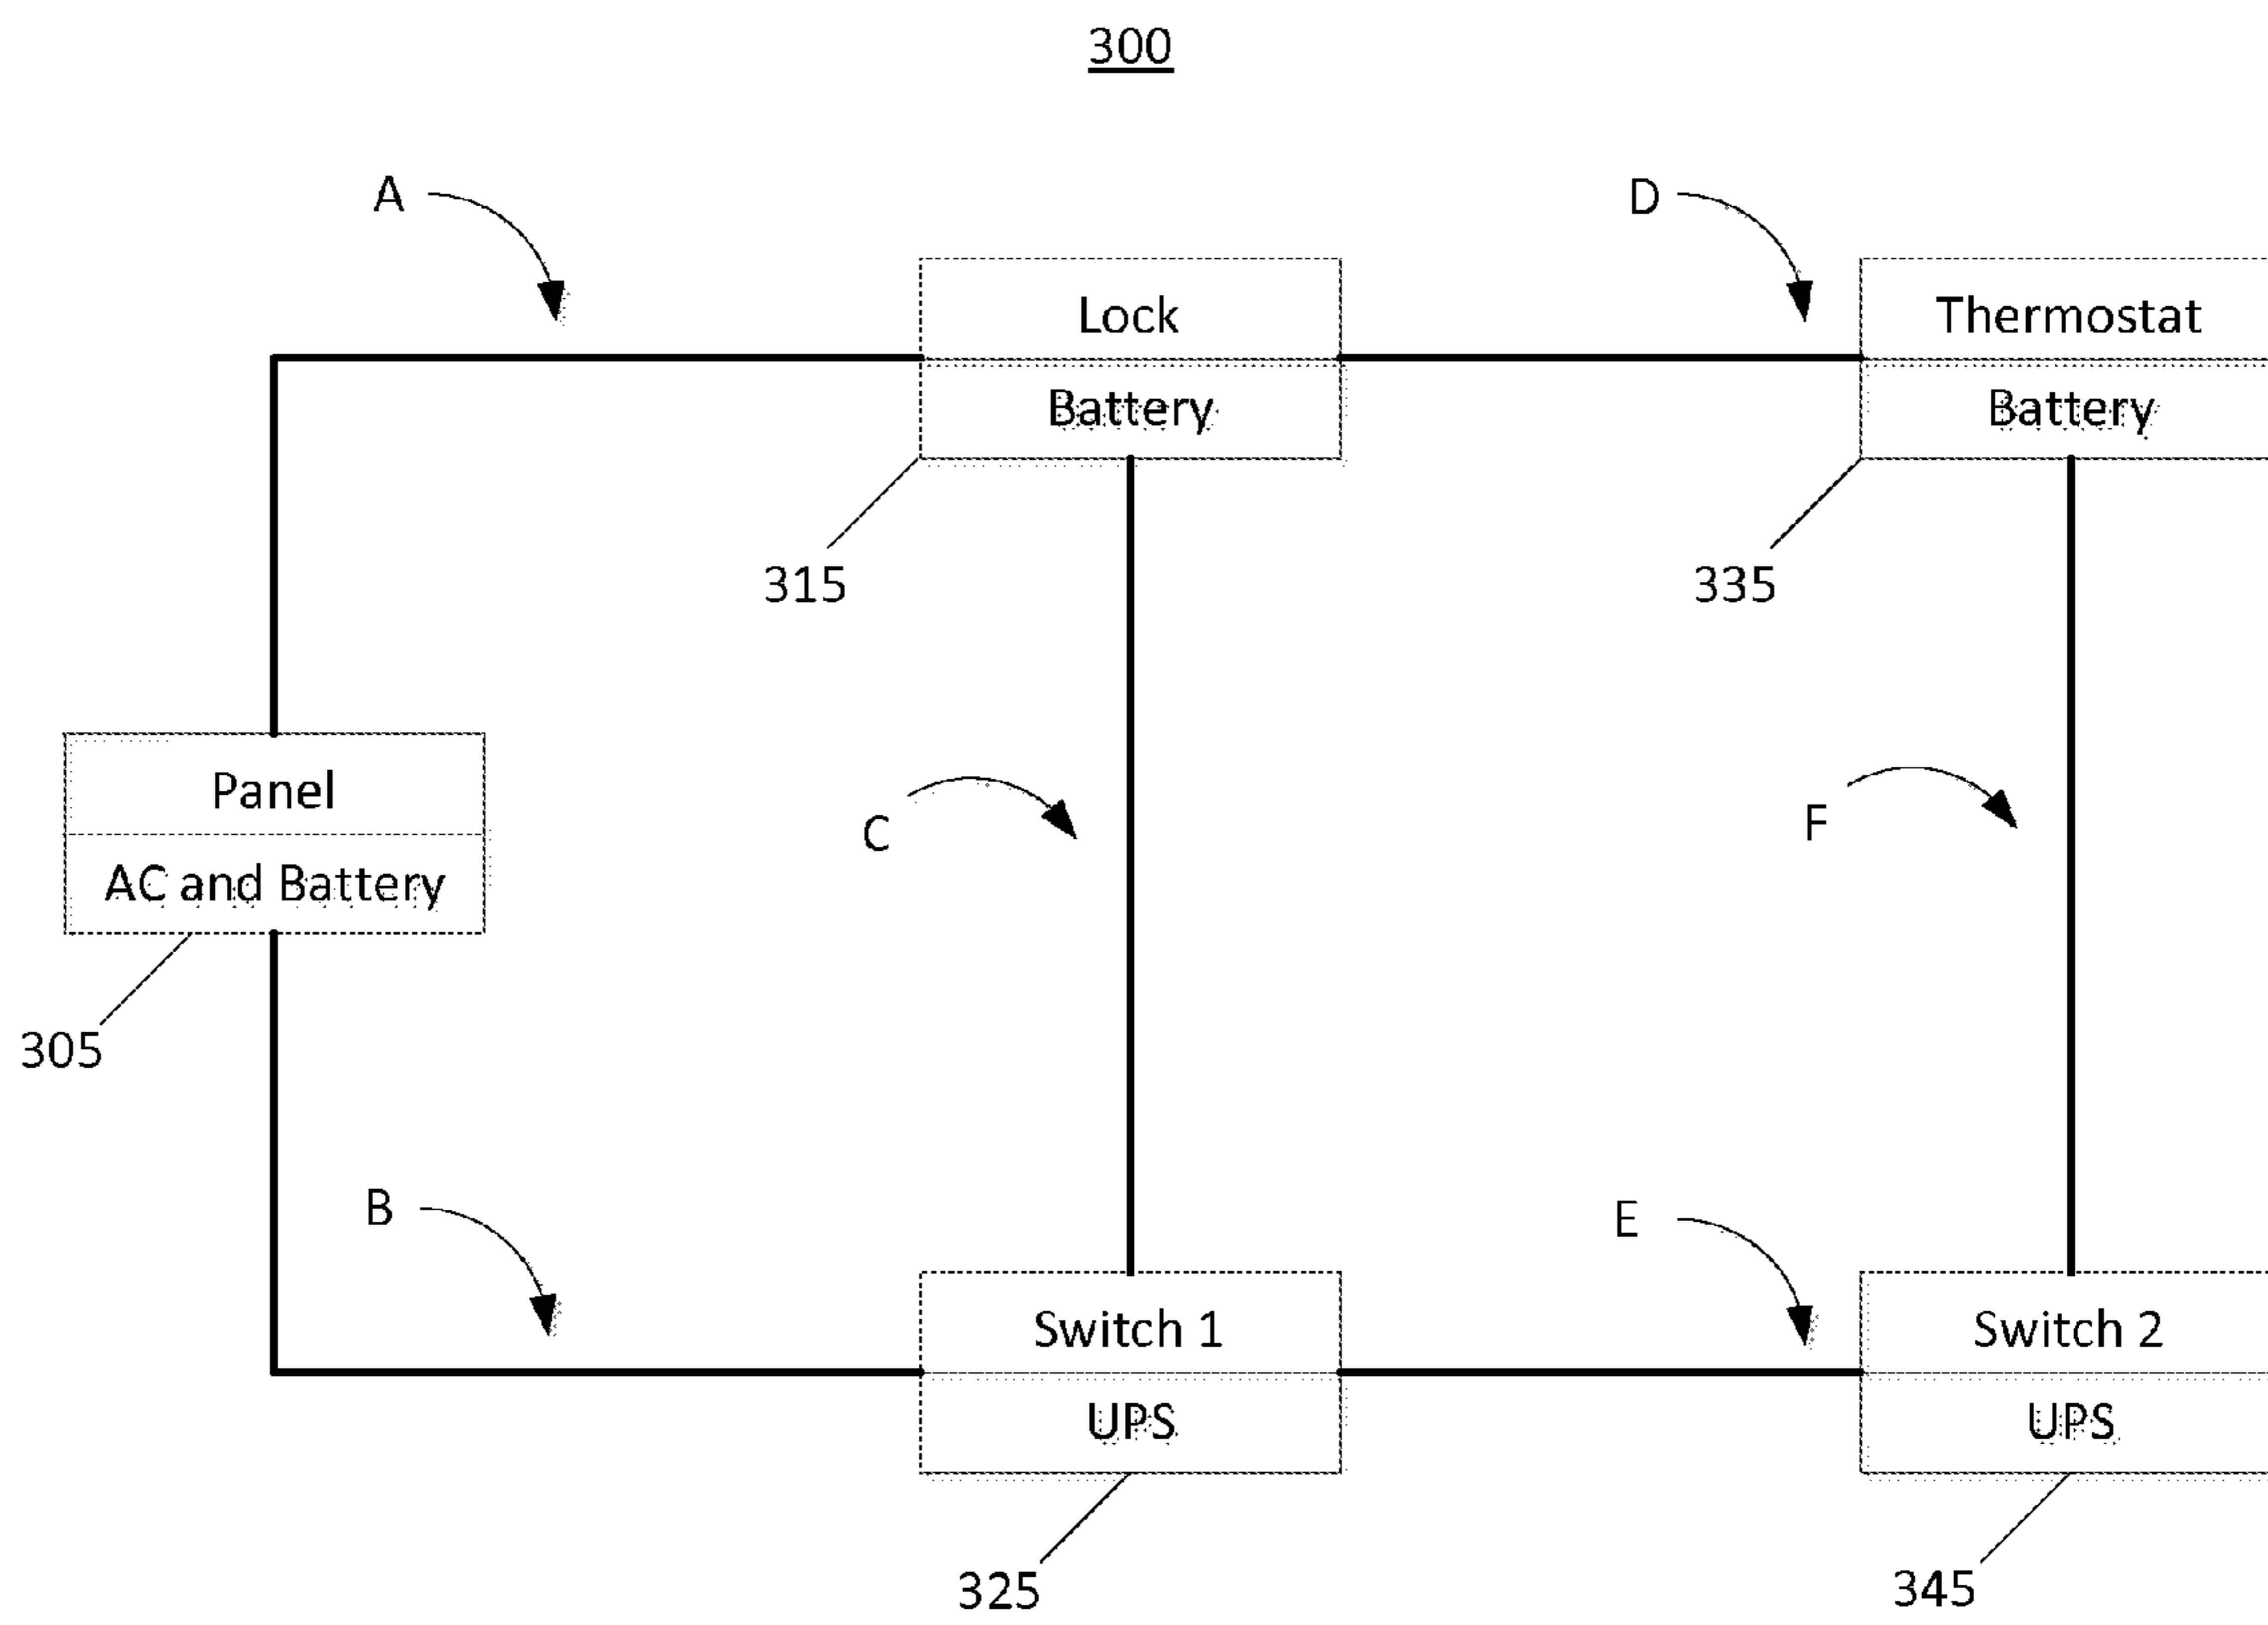 300
A
D
Lock
Battery
Thermostat
Battery
315
335
Panel
AC and Battery
C
F
305
B
E
Switch 1
UPS
Switch 2
UPS
325
345